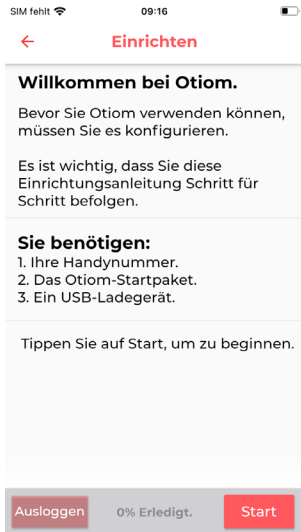 SIM fehlt 09:16
Einrichten
Willkommen bei Otiom.
Bevor Sie Otiom verwenden können,
müssen Sie es konfigurieren.
Es ist wichtig, dass Sie diese
Einrichtungsanleitung Schritt für
Schritt befolgen.
Sie benötigen:
1. Ihre Handynummer.
2. Das Otiom-Startpaket.
3. Ein USB-Ladegerät.
Tippen Sie auf Start, um zu beginnen.
Ausloggen 0% Erledigt. Start